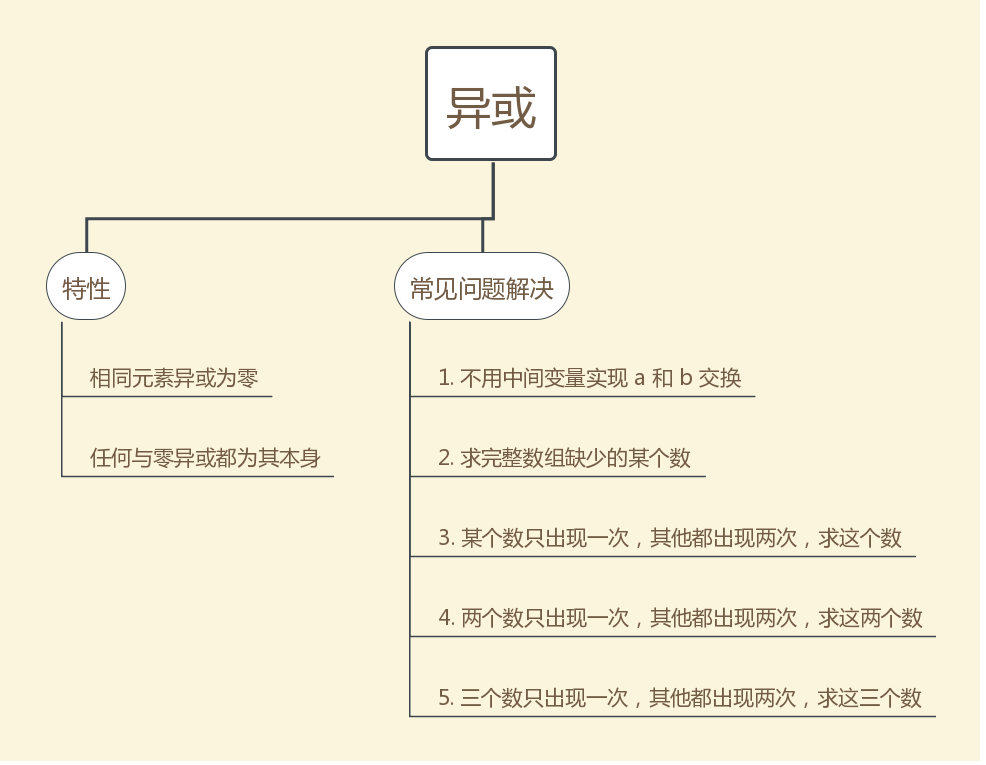 异或
特性
常见问题解决
相同元素异或为零
任何与零异或都为其本身
1. 不用中间变量实现 a 和 b 交换
2. 求完整数组缺少的某个数
3. 某个数只出现一次，其他都出现两次，求这个数
4. 两个数只出现一次，其他都出现两次，求这两个数
5. 三个数只出现一次，其他都出现两次，求这三个数